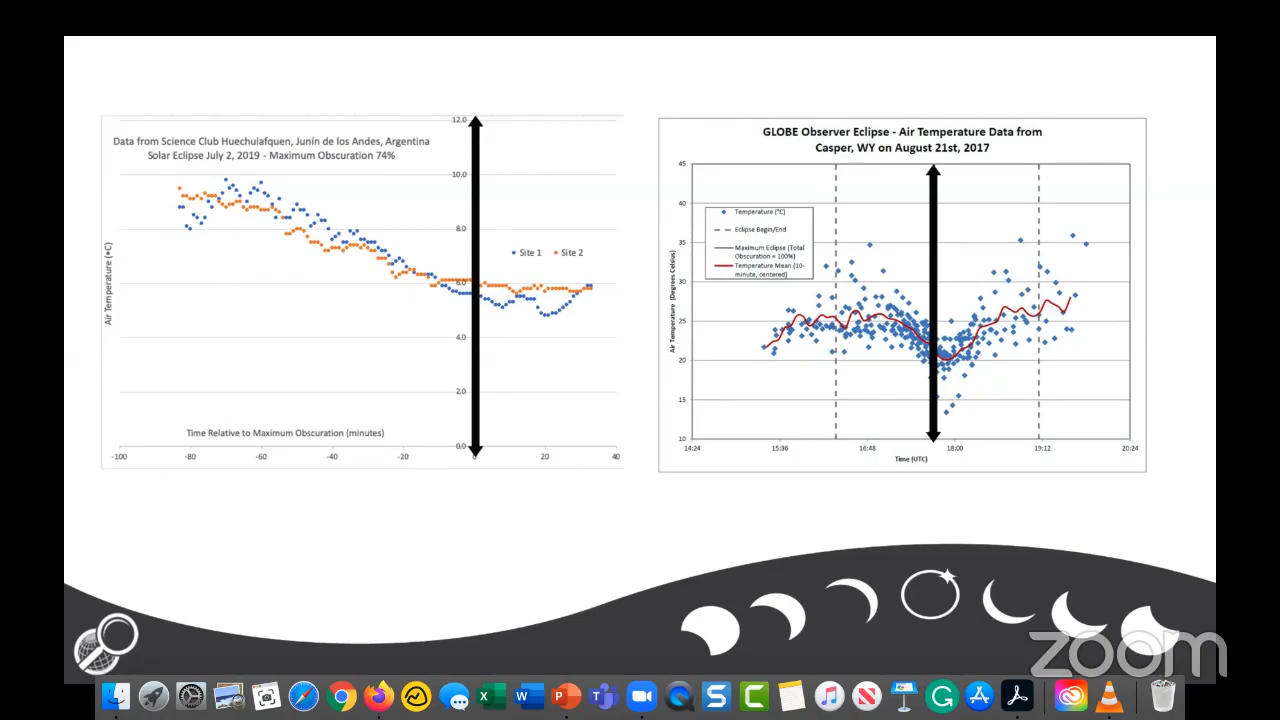 Data from Science Club Huechulafquen, Junín de los Andes, Argentina
Solar Eclipse July 2, 2019 - Maximum Obscuration 74%
12.0
10.0
8.0
6.0
4.0
2.0
0.0
Air Temperature (•C)
Site 1 Site 2
Time Relative to Maximum Obscuration (minutes)
-100 -80 -60 -40 -20 0 20 40
GLOBE Observer Eclipse - Air Temperature Data from
Casper, WY on August 21st, 2017
45
40
35
30
25
20
15
10
Air Temperature (Degrees Celsius)
Temperature (°C)
Eclipse Begin/End
Maximum Eclipse (Total
Obscuration = 100%)
Temperature Mean (10-
minute, centered)
14:24 15:36 16:48 18:00 19:12 20:24
Time (UTC)
zoom